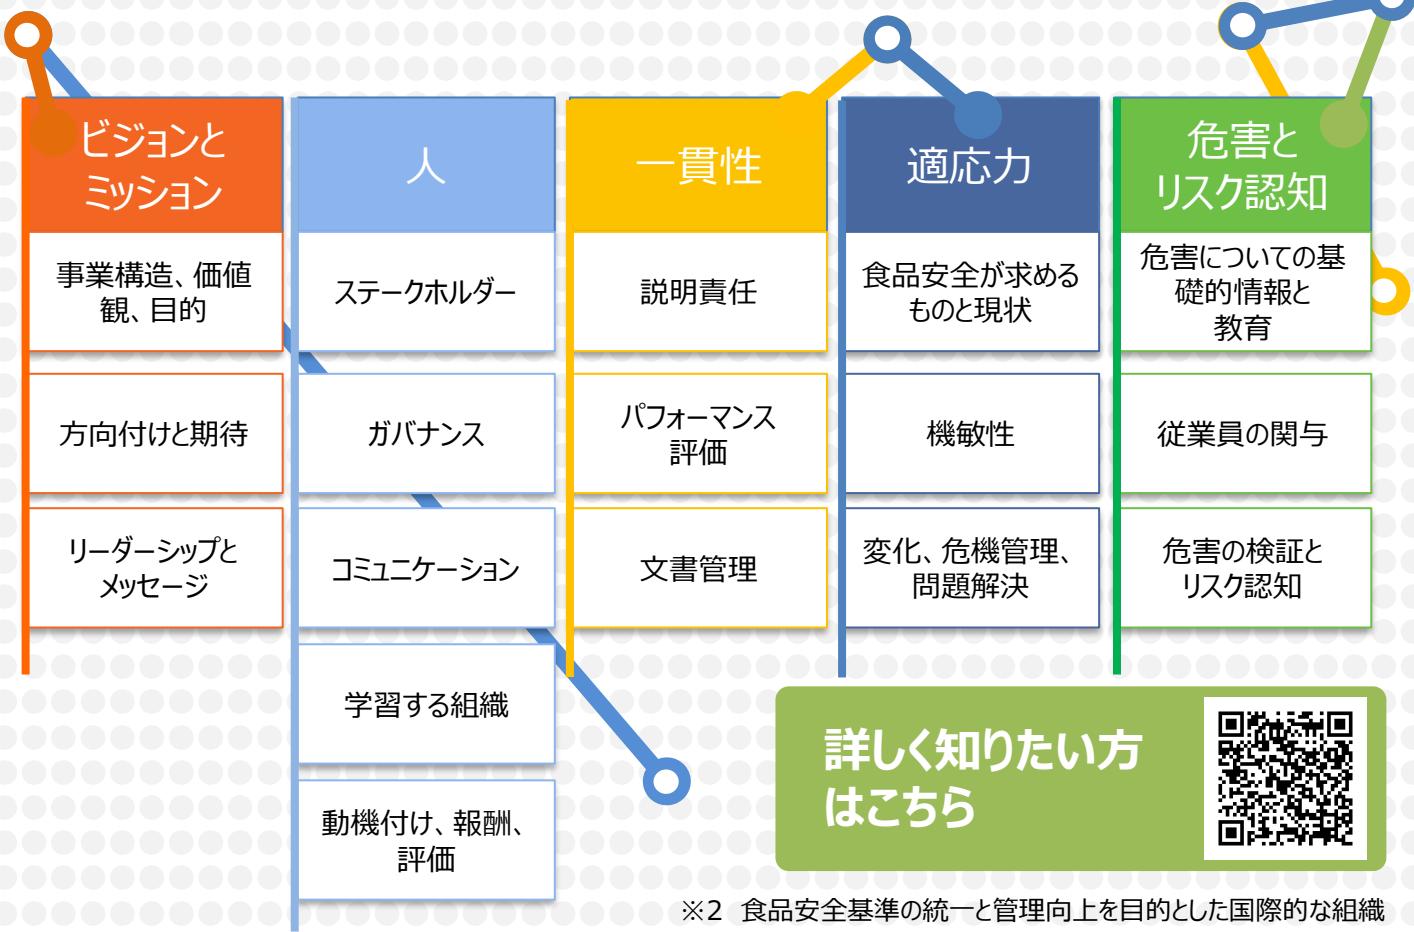 ビジョンと
ミッション
事業構造、価値
観、目的
方向付けと期待
リーダーシップと
メッセージ
人
ステークホルダー
ガバナンス
コミュニケーション
学習する組織
動機付け、報酬、
評価
一貫性
説明責任
パフォーマンス
評価
文書管理
適応力
食品安全が求める
ものと現状
機敏性
変化、危機管理、
問題解決
危害と
リスク認知
危害についての基
礎的情報と
教育
従業員の関与
危害の検証と
リスク認知
詳しく知りたい方
はこちら
※2 食品安全基準の統一と管理向上を目的とした国際的な組織